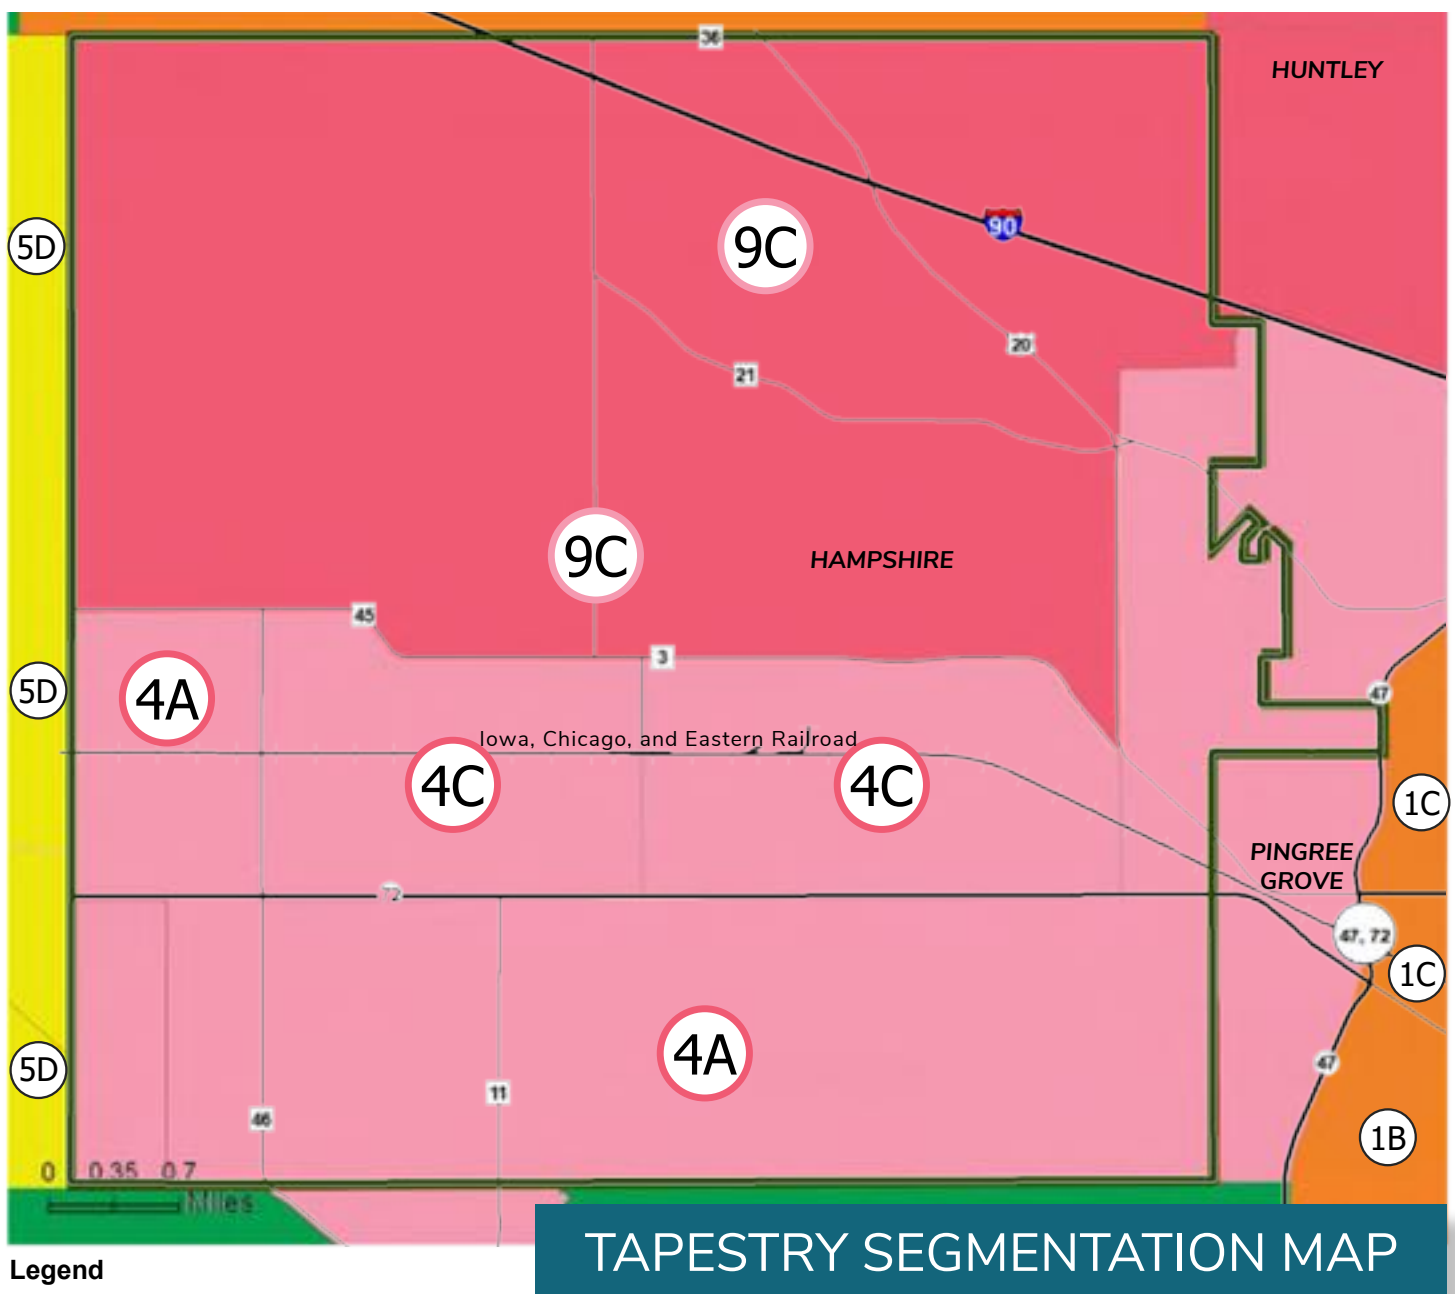 36
HUNTLEY
90
5D
9C
20
21
9C
HAMPSHIRE
45
3
5D
4A
47
Iowa, Chicago, and Eastern Railroad
4C
4C
1C
PINGREE
GROVE
72
47, 72
1C
4A
5D
47
11
46
1B
0 0.35 0.7
Miles
TAPESTRY SEGMENTATION MAP
Legend